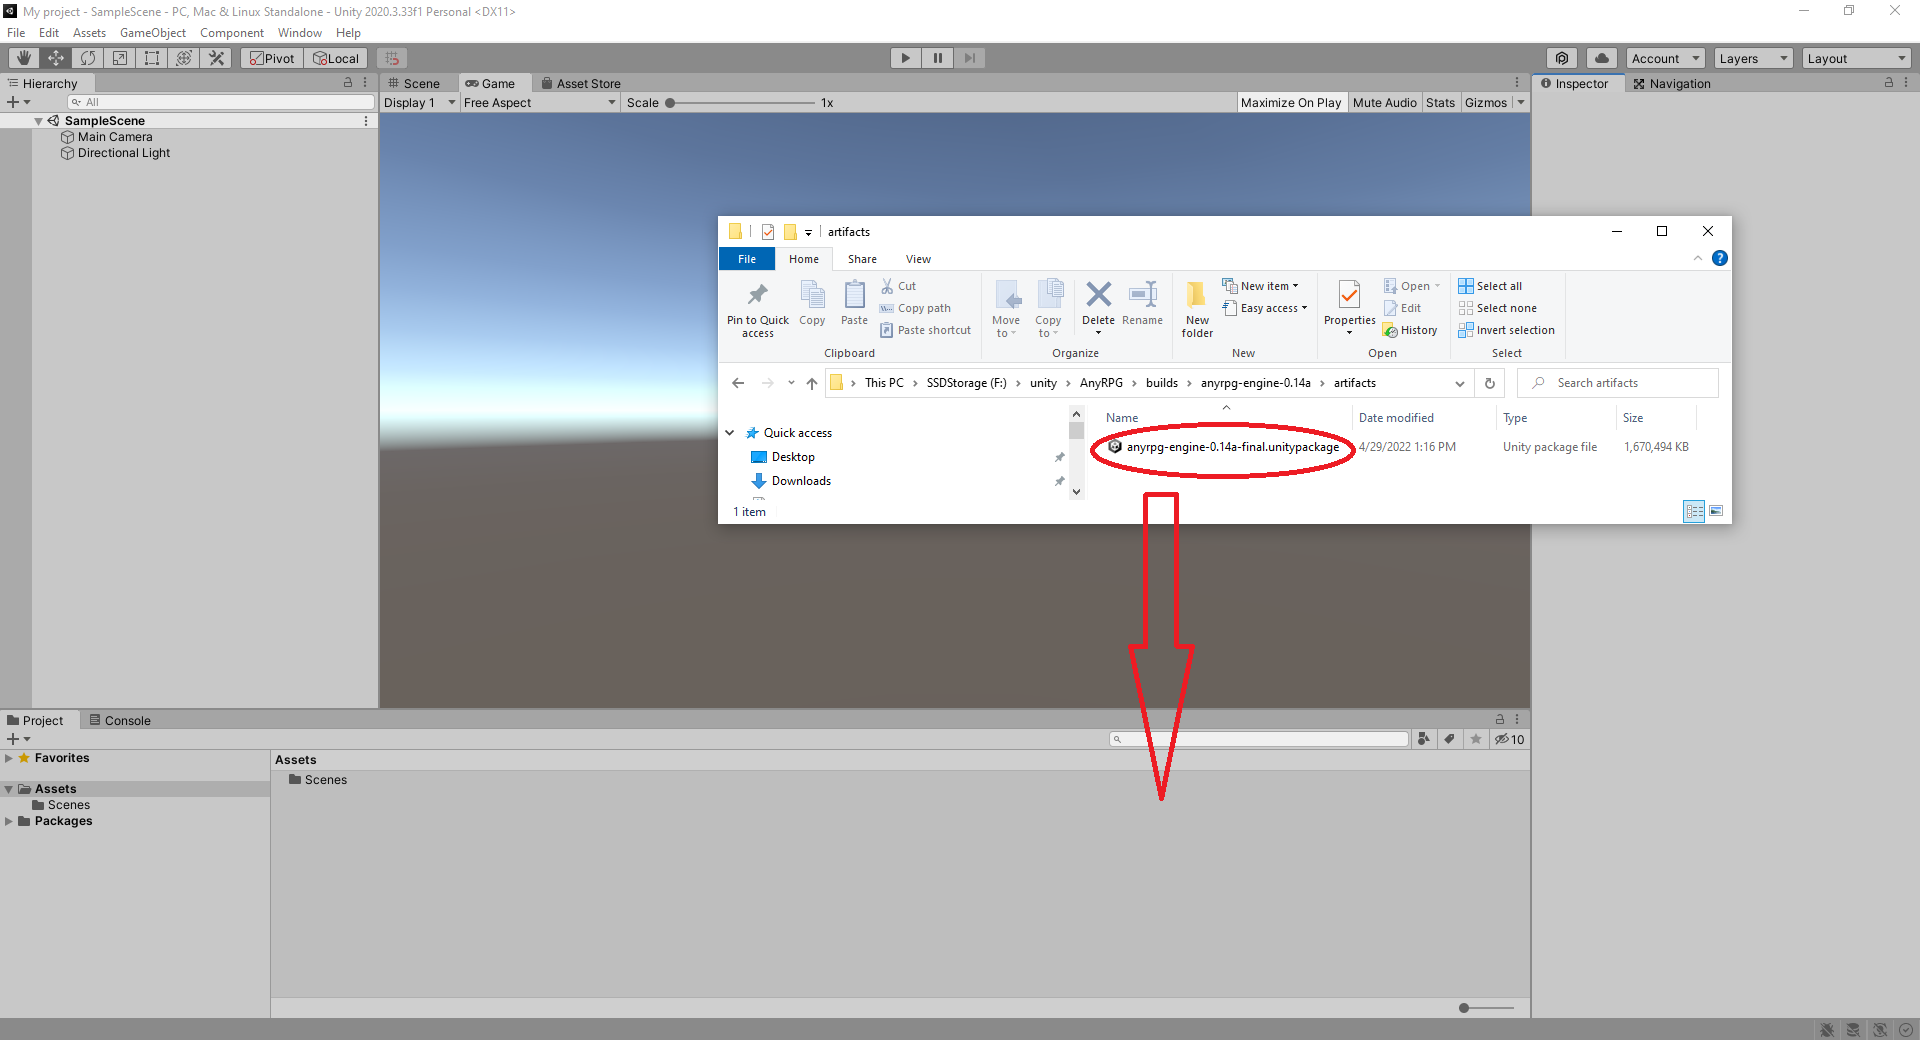 My project - SampleScene - PC, Mac & Linux Standalone - Unity 2020.3.33f1 Personal <DX11>
File Edit Assets GameObject Component Window Help
Pivot Local Account Layers Layout
Hierarchy Scene Game Asset Store Inspector Navigation
All Display 1 Free Aspect Scale 1x Maximize On Play Mute Audio Stats Gizmos
SampleScene
Main Camera
Directional Light
artifacts
File Home Share View
Pin to Quick access
Copy
Paste
Cut
Copy path
Paste shortcut
Clipboard
Move to
Copy to
Delete
Rename
Organize
New folder
New item
Easy access
New
Properties
Open
Edit
History
Open
Select all
Select none
Invert selection
Select
This PC > SSDStorage (F:) > unity > AnyRPG > builds > anyrpg-engine-0.14a > artifacts
Search artifacts
Quick access
Desktop
Downloads
Name Date modified Type Size
anyrpg-engine-0.14a-final.unitypackage 4/29/2022 1:16 PM Unity package file 1,670,494 KB
1 item
Project Console
10
Favorites
Assets
Scenes
Packages
Assets
Scenes